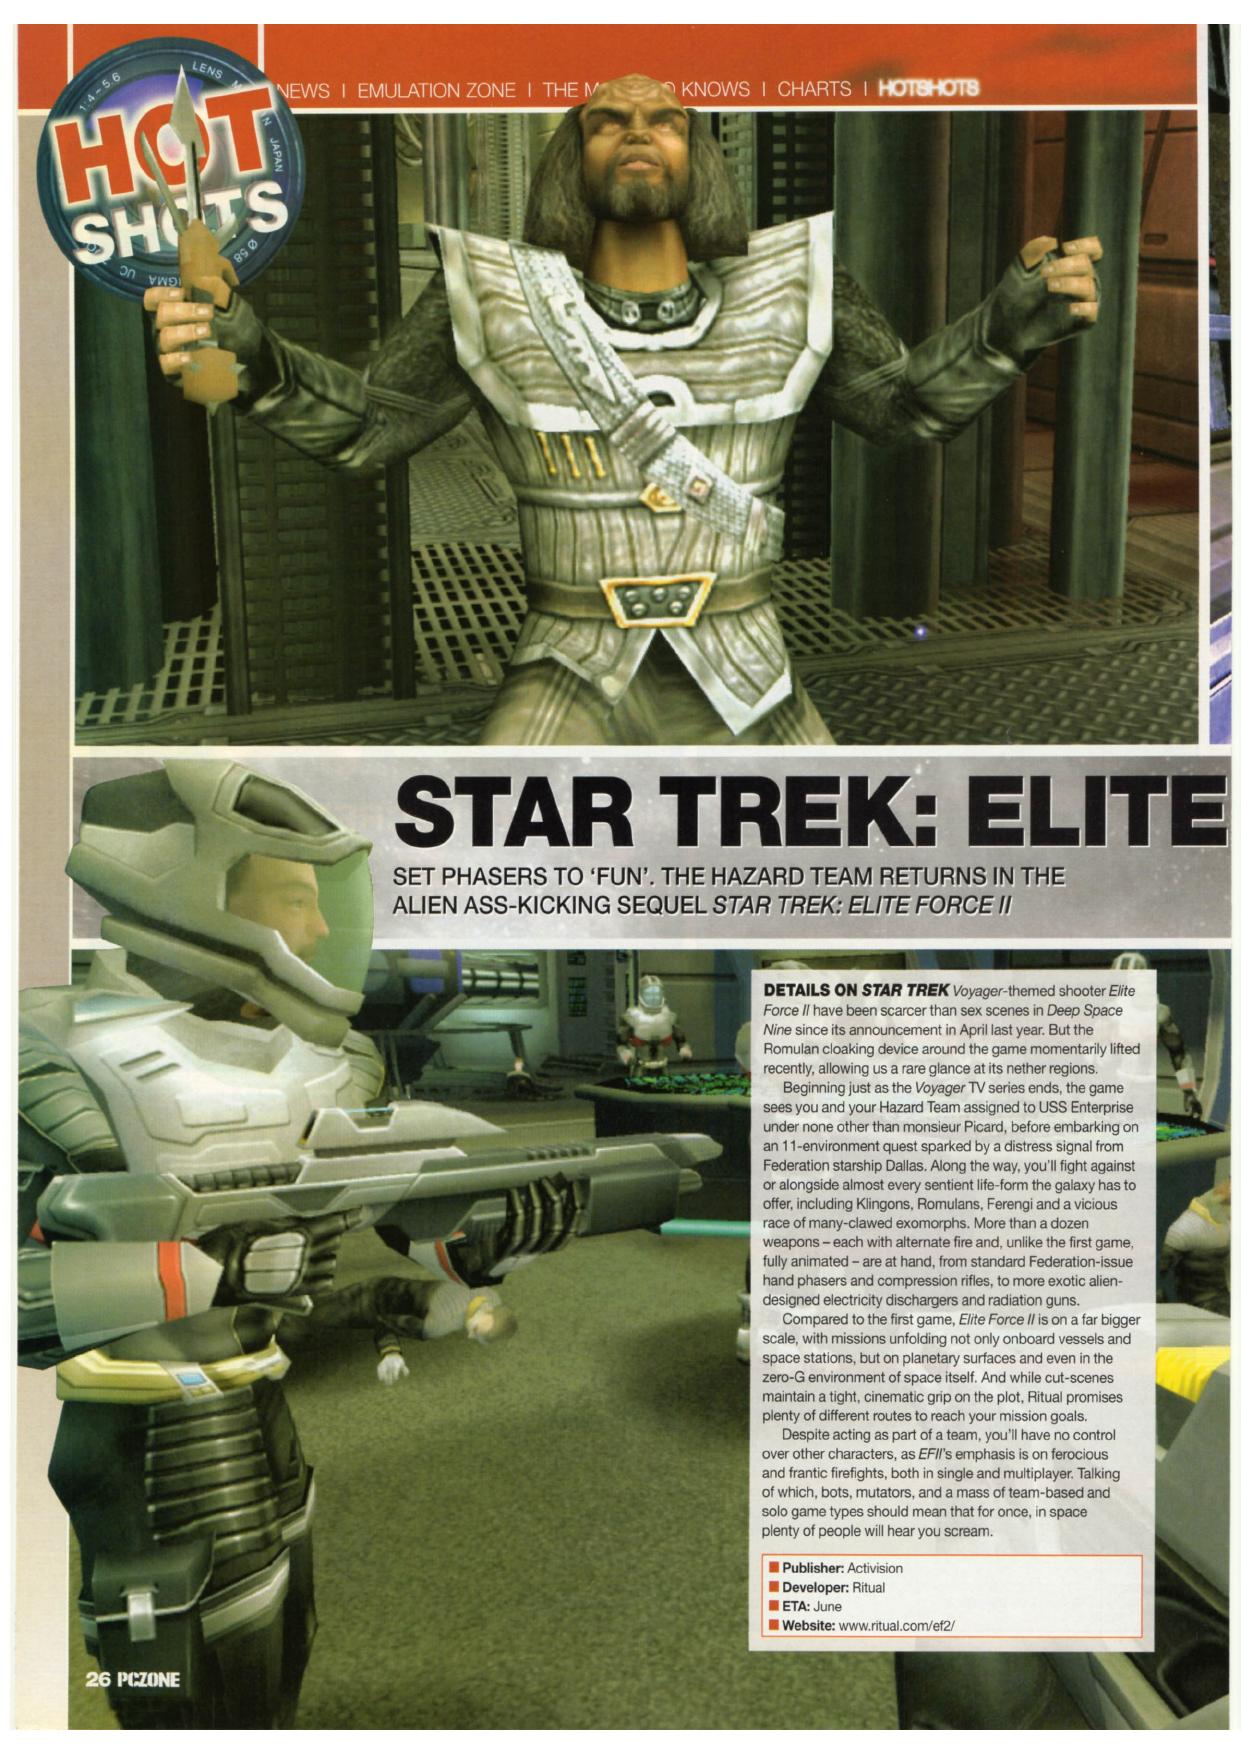 NEWS | EMULATION ZONE | THE M O KNOWS | CHARTS | HOTSHOTS
1:4-5.6 LENS
JAPAN
HOT
SHOTS
Ø 58
UC
STAR TREK: ELITE
SET PHASERS TO ‘FUN’. THE HAZARD TEAM RETURNS IN THE
ALIEN ASS-KICKING SEQUEL STAR TREK: ELITE FORCE II
DETAILS ON STAR TREK Voyager-themed shooter Elite
Force II have been scarcer than sex scenes in Deep Space
Nine since its announcement in April last year. But the
Romulan cloaking device around the game momentarily lifted
recently, allowing us a rare glance at its nether regions.
Beginning just as the Voyager TV series ends, the game
sees you and your Hazard Team assigned to USS Enterprise
under none other than monsieur Picard, before embarking on
an 11-environment quest sparked by a distress signal from
Federation starship Dallas. Along the way, you’ll fight against
or alongside almost every sentient life-form the galaxy has to
offer, including Klingons, Romulans, Ferengi and a vicious
race of many-clawed exomorphs. More than a dozen
weapons – each with alternate fire and, unlike the first game,
fully animated – are at hand, from standard Federation-issue
hand phasers and compression rifles, to more exotic alien-
designed electricity dischargers and radiation guns.
Compared to the first game, Elite Force II is on a far bigger
scale, with missions unfolding not only onboard vessels and
space stations, but on planetary surfaces and even in the
zero-G environment of space itself. And while cut-scenes
maintain a tight, cinematic grip on the plot, Ritual promises
plenty of different routes to reach your mission goals.
Despite acting as part of a team, you’ll have no control
over other characters, as EFII’s emphasis is on ferocious
and frantic firefights, both in single and multiplayer. Talking
of which, bots, mutators, and a mass of team-based and
solo game types should mean that for once, in space
plenty of people will hear you scream.
Publisher: Activision
Developer: Ritual
ETA: June
Website: www.ritual.com/ef2/
26 PCZONE